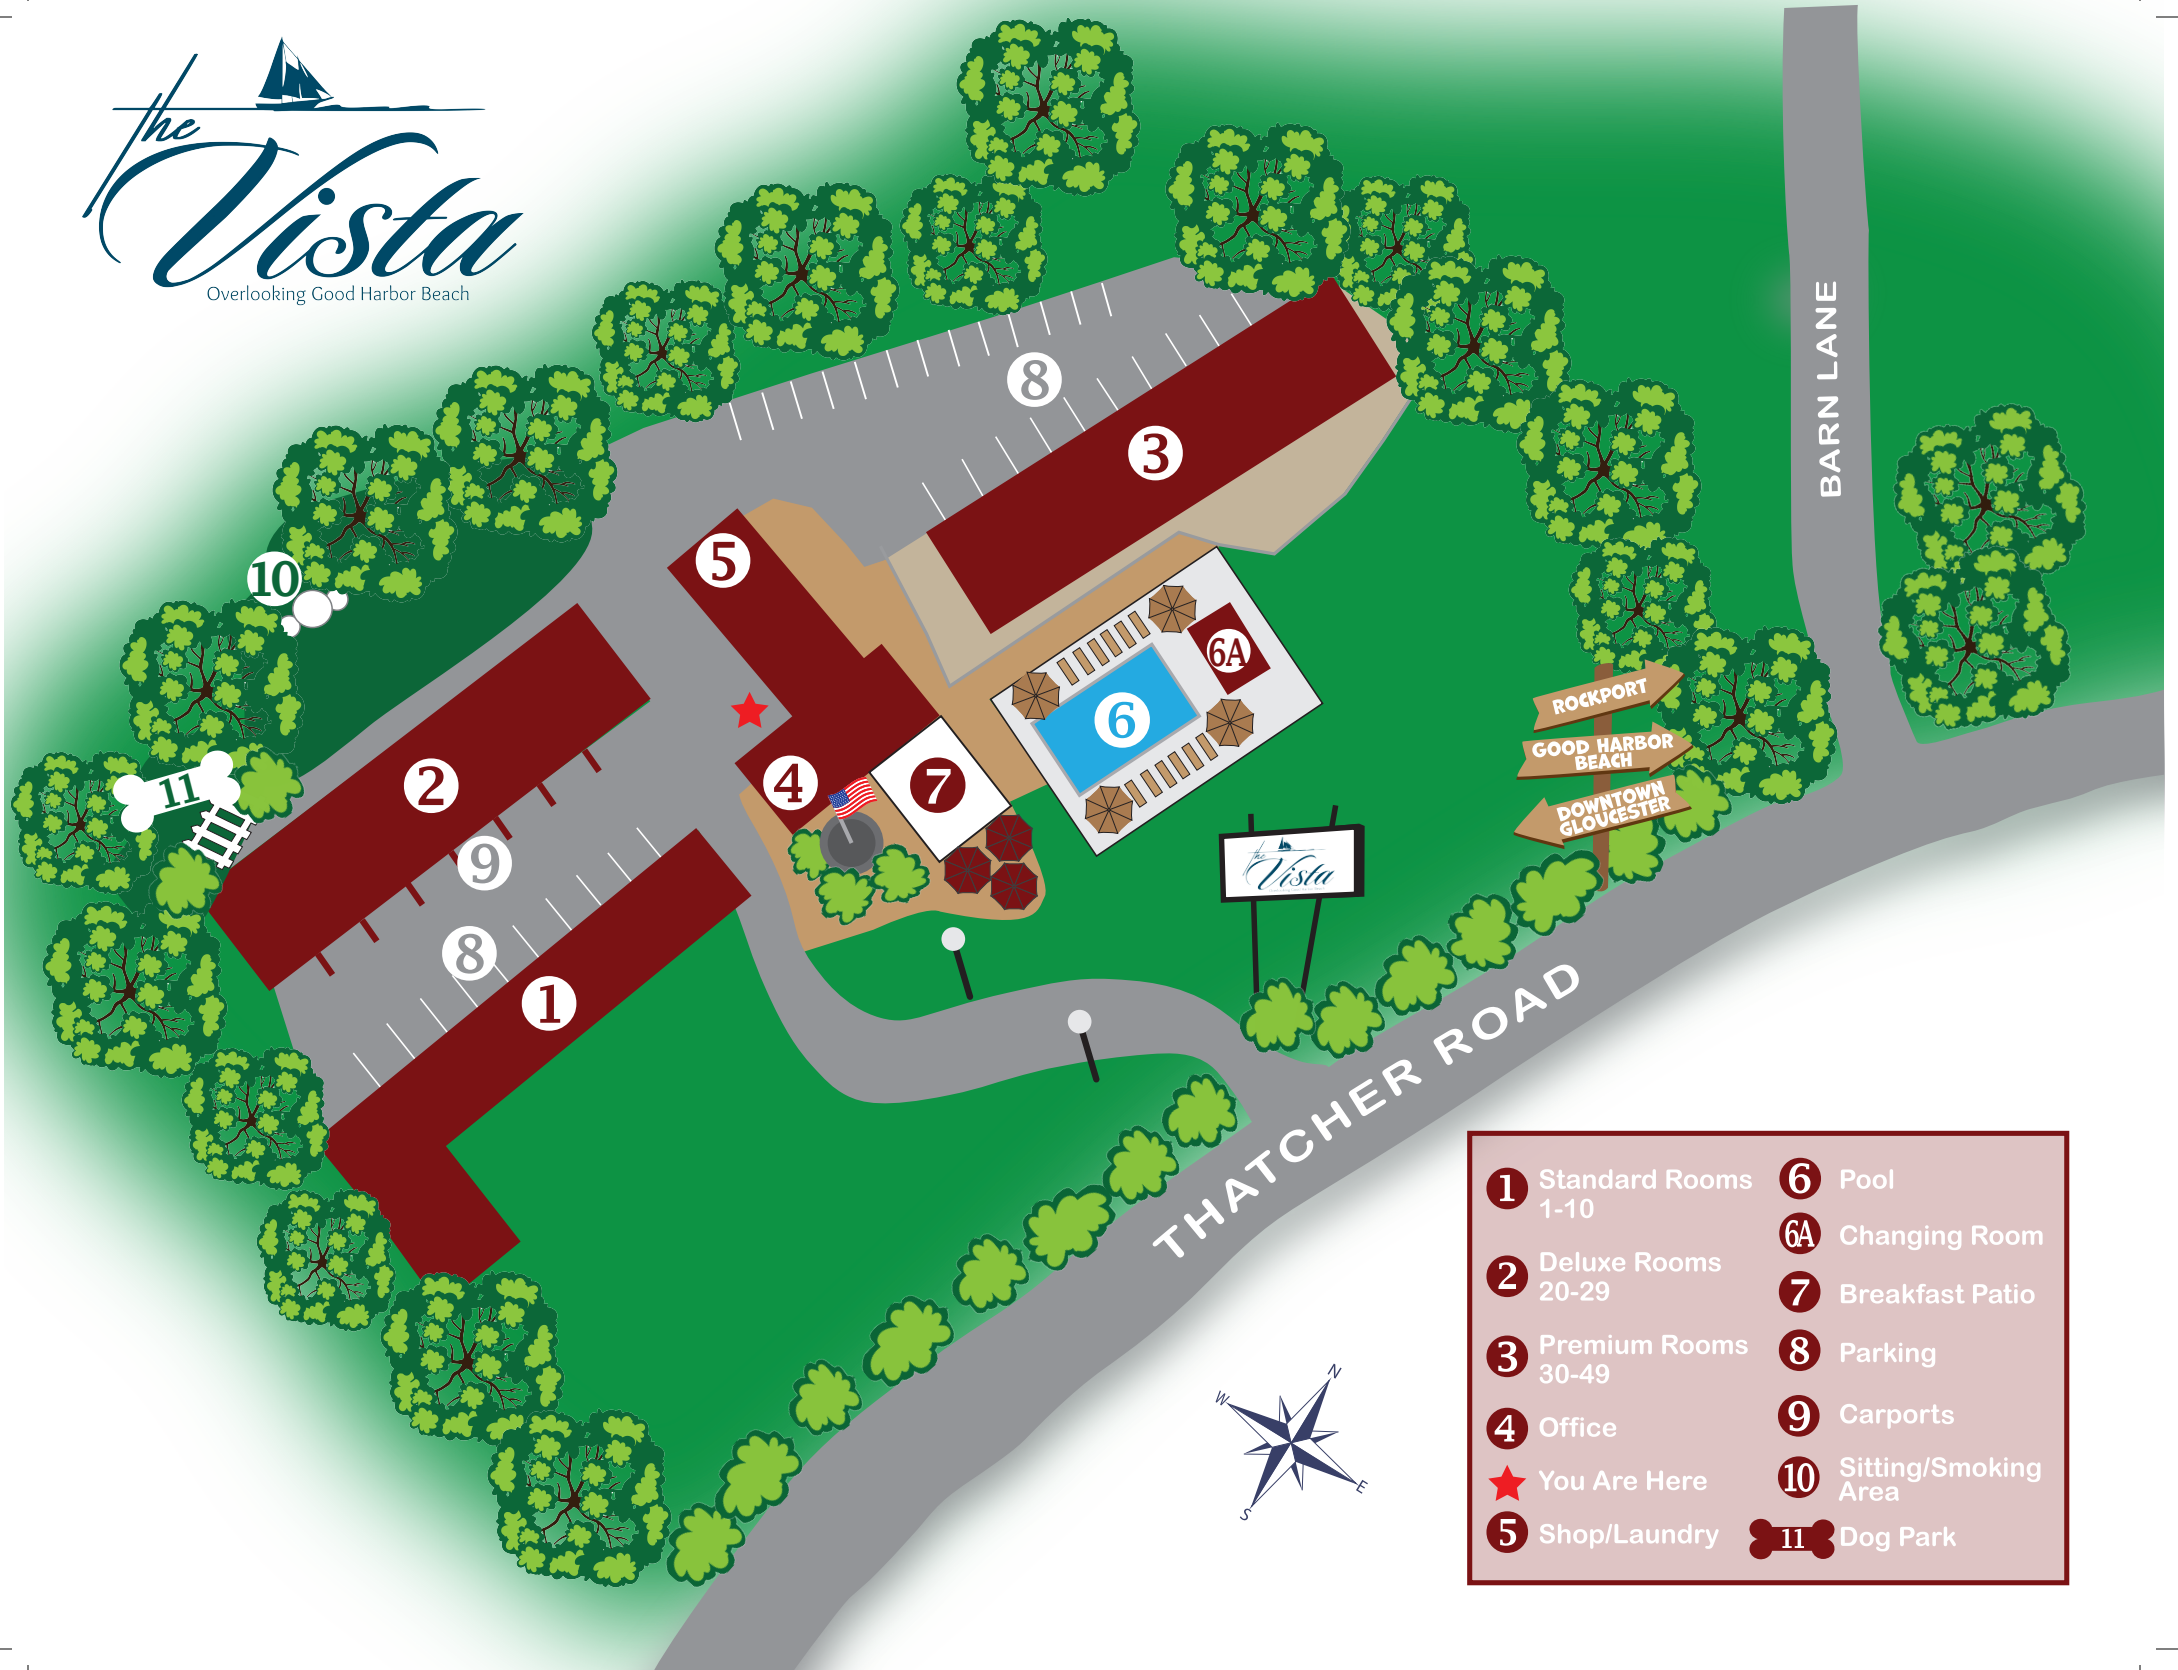 the
Vista
Overlooking Good Harbor Beach
8
3
BARN LANE
5
10
6A
6
ROCKPORT
GOOD HARBOR
BEACH
DOWNTOWN
GLOUCESTER
11
2
4
7
9
the
Vista
8
1
THATCHER ROAD
N
W
E
S
1 Standard Rooms
1-10
2 Deluxe Rooms
20-29
3 Premium Rooms
30-49
4 Office
You Are Here
5 Shop/Laundry
6 Pool
6A Changing Room
7 Breakfast Patio
8 Parking
9 Carports
10 Sitting/Smoking
Area
11 Dog Park